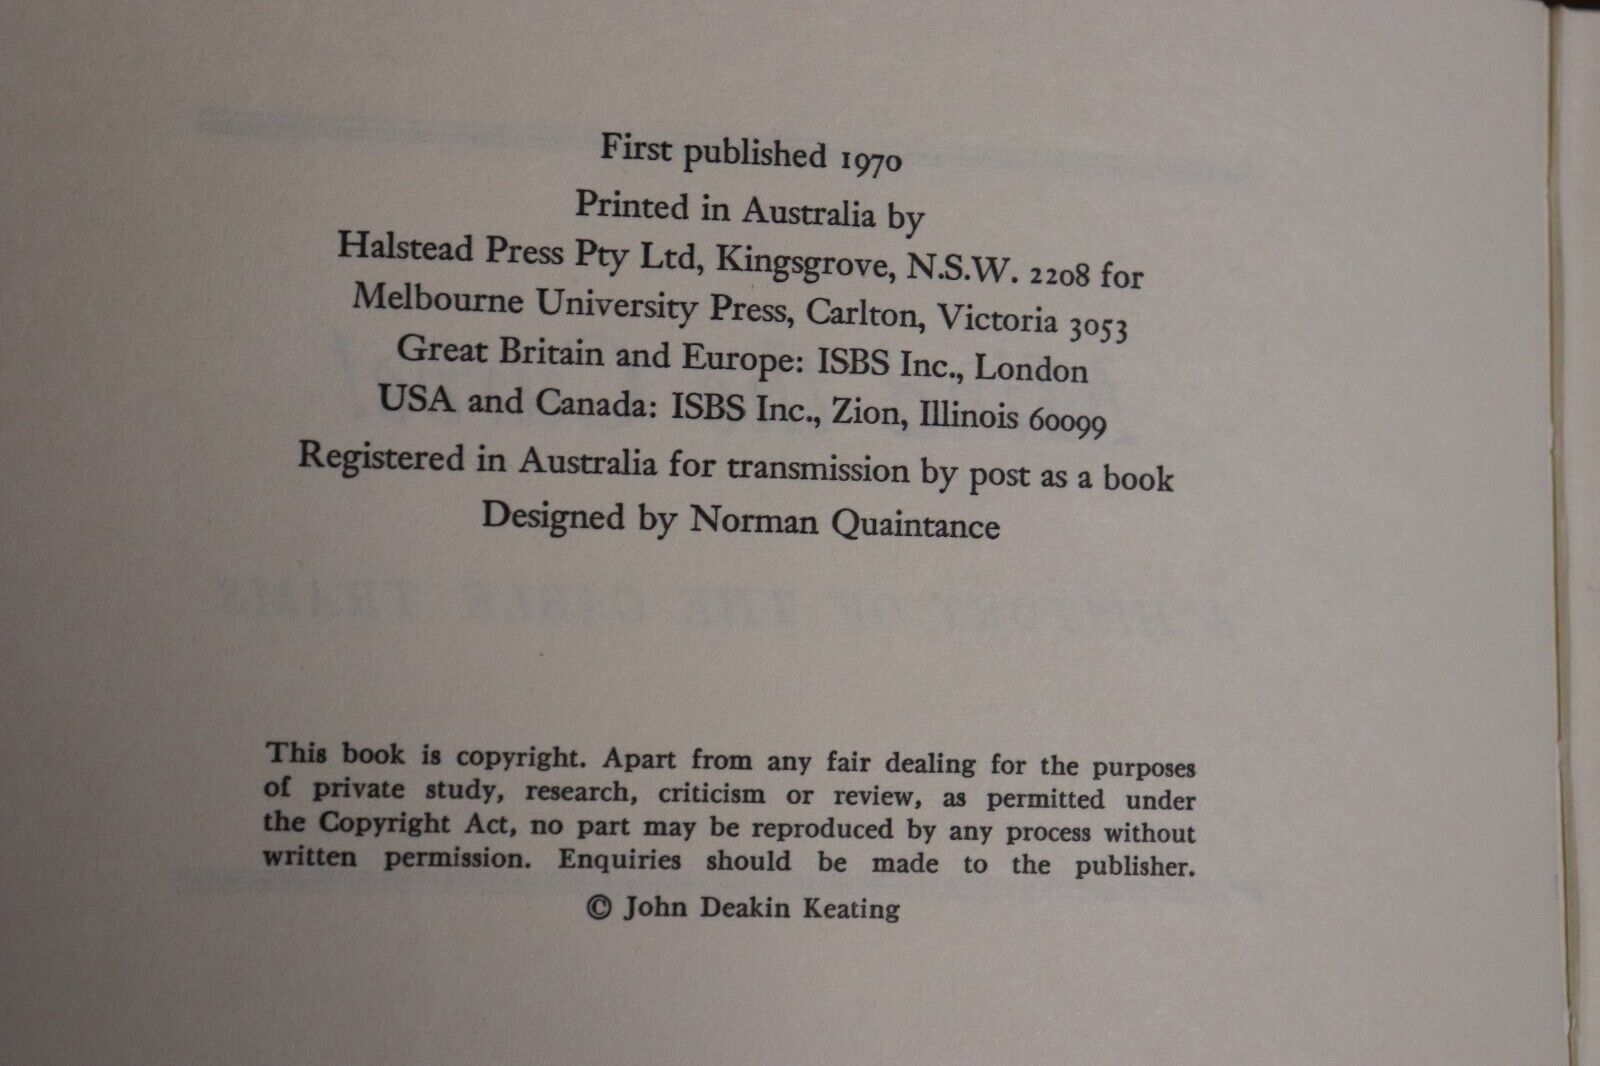 First published 1970
Printed in Australia by
Halstead Press Pty Ltd, Kingsgrove, N.S.W. 2208 for
Melbourne University Press, Carlton, Victoria 3053
Great Britain and Europe: ISBS Inc., London
USA and Canada: ISBS Inc., Zion, Illinois 60099
Registered in Australia for transmission by post as a book
Designed by Norman Quaintance
This book is copyright. Apart from any fair dealing for the purposes
of private study, research, criticism or review, as permitted under
the Copyright Act, no part may be reproduced by any process without
written permission. Enquiries should be made to the publisher.
© John Deakin Keating